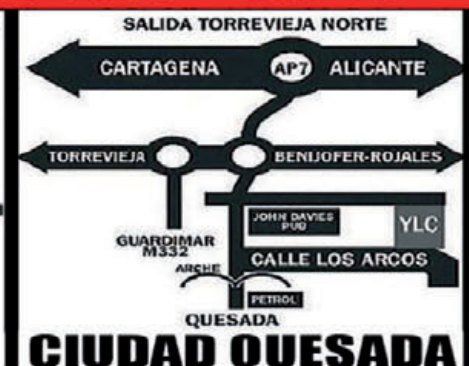 SALIDA TORREVIEJA NORTE
CARTAGENA AP7 ALICANTE
TORREVIEJA BENIJOFER-ROJALES
JOHN DAVIES
PUB
YLC
GUARDIMAR
M332
CALLE LOS ARCOS
ARCHE
PETROL
QUESADA
CIUDAD QUESADA